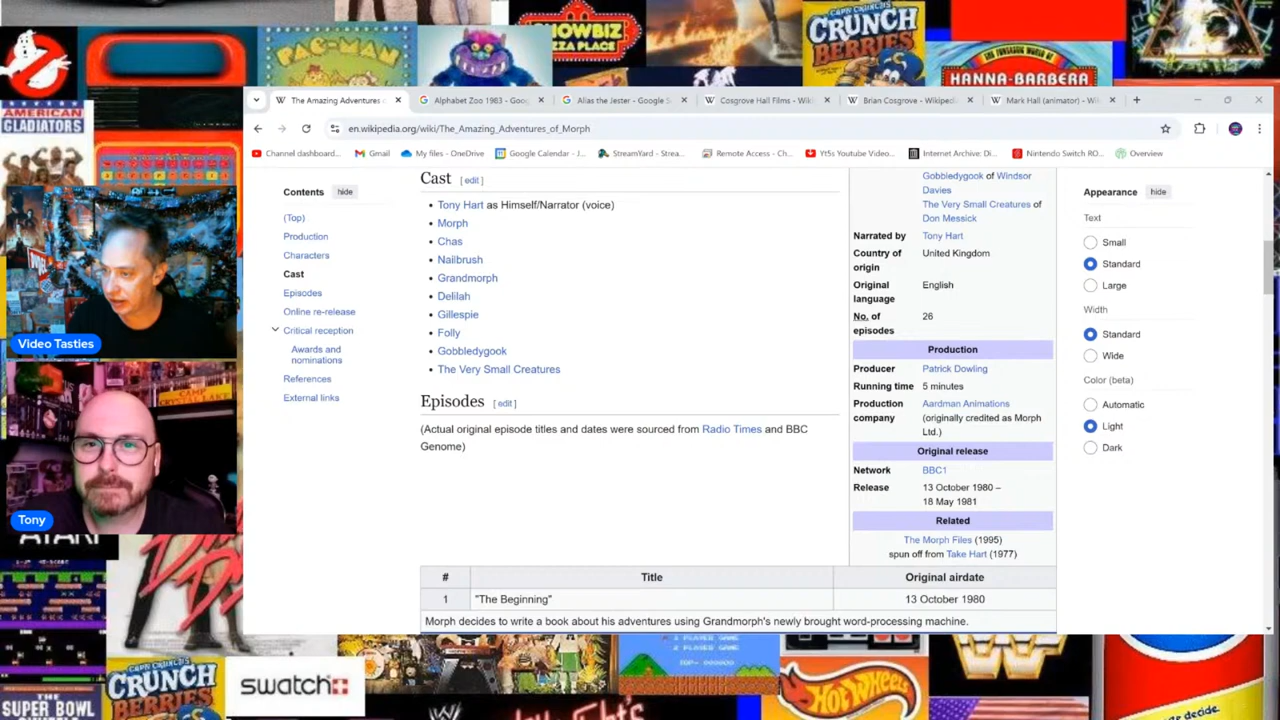 SHOWBIZ
PIZZA PLACE
CRUNCH
BERRIES
PAC-MAN
HANNA-BARBERA
AMERICAN
GLADIATORS
The Amazing Adventures o
Alphabet Zoo 1983 - Goog
Alias the Jester - Google S
Cosgrove Hall Films - Wiki
Brian Cosgrove - Wikipedi
Mark Hall (animator) - Wiki
en.wikipedia.org/wiki/The_Amazing_Adventures_of_Morph
Channel dashboard...
Gmail
My files - OneDrive
Google Calendar - J...
StreamYard - Strea...
Remote Access - Ch...
Yt5s Youtube Video...
Internet Archive: Di...
Nintendo Switch RO...
Overview
Contents
hide
(Top)
Production
Characters
Cast
Episodes
Online re-release
Critical reception
Awards and
nominations
References
External links
Cast [ edit ]
Tony Hart as Himself/Narrator (voice)
Morph
Chas
Nailbrush
Grandmorph
Delilah
Gillespie
Folly
Gobbledygook
The Very Small Creatures
Episodes [ edit ]
(Actual original episode titles and dates were sourced from Radio Times and BBC
Genome)
Gobbledygook of Windsor
Davies
The Very Small Creatures of
Don Messick
Narrated by Tony Hart
Country of United Kingdom
origin
Original English
language
No. of 26
episodes
Production
Producer Patrick Dowling
Running time 5 minutes
Production Aardman Animations
company (originally credited as Morph
Ltd.)
Original release
Network BBC1
Release 13 October 1980 –
18 May 1981
Related
The Morph Files (1995)
spun off from Take Hart (1977)
# Title Original airdate
1 "The Beginning" 13 October 1980
Morph decides to write a book about his adventures using Grandmorph's newly brought word-processing machine.
Appearance
hide
Text
Small
Standard
Large
Width
Standard
Wide
Color (beta)
Automatic
Light
Dark
Video Tasties
Tony
ATARI
CAP'N CRUNCH'S
CRUNCH
BERRIES
THE
SUPER BOWL
swatch
HOT WHEELS
decide.